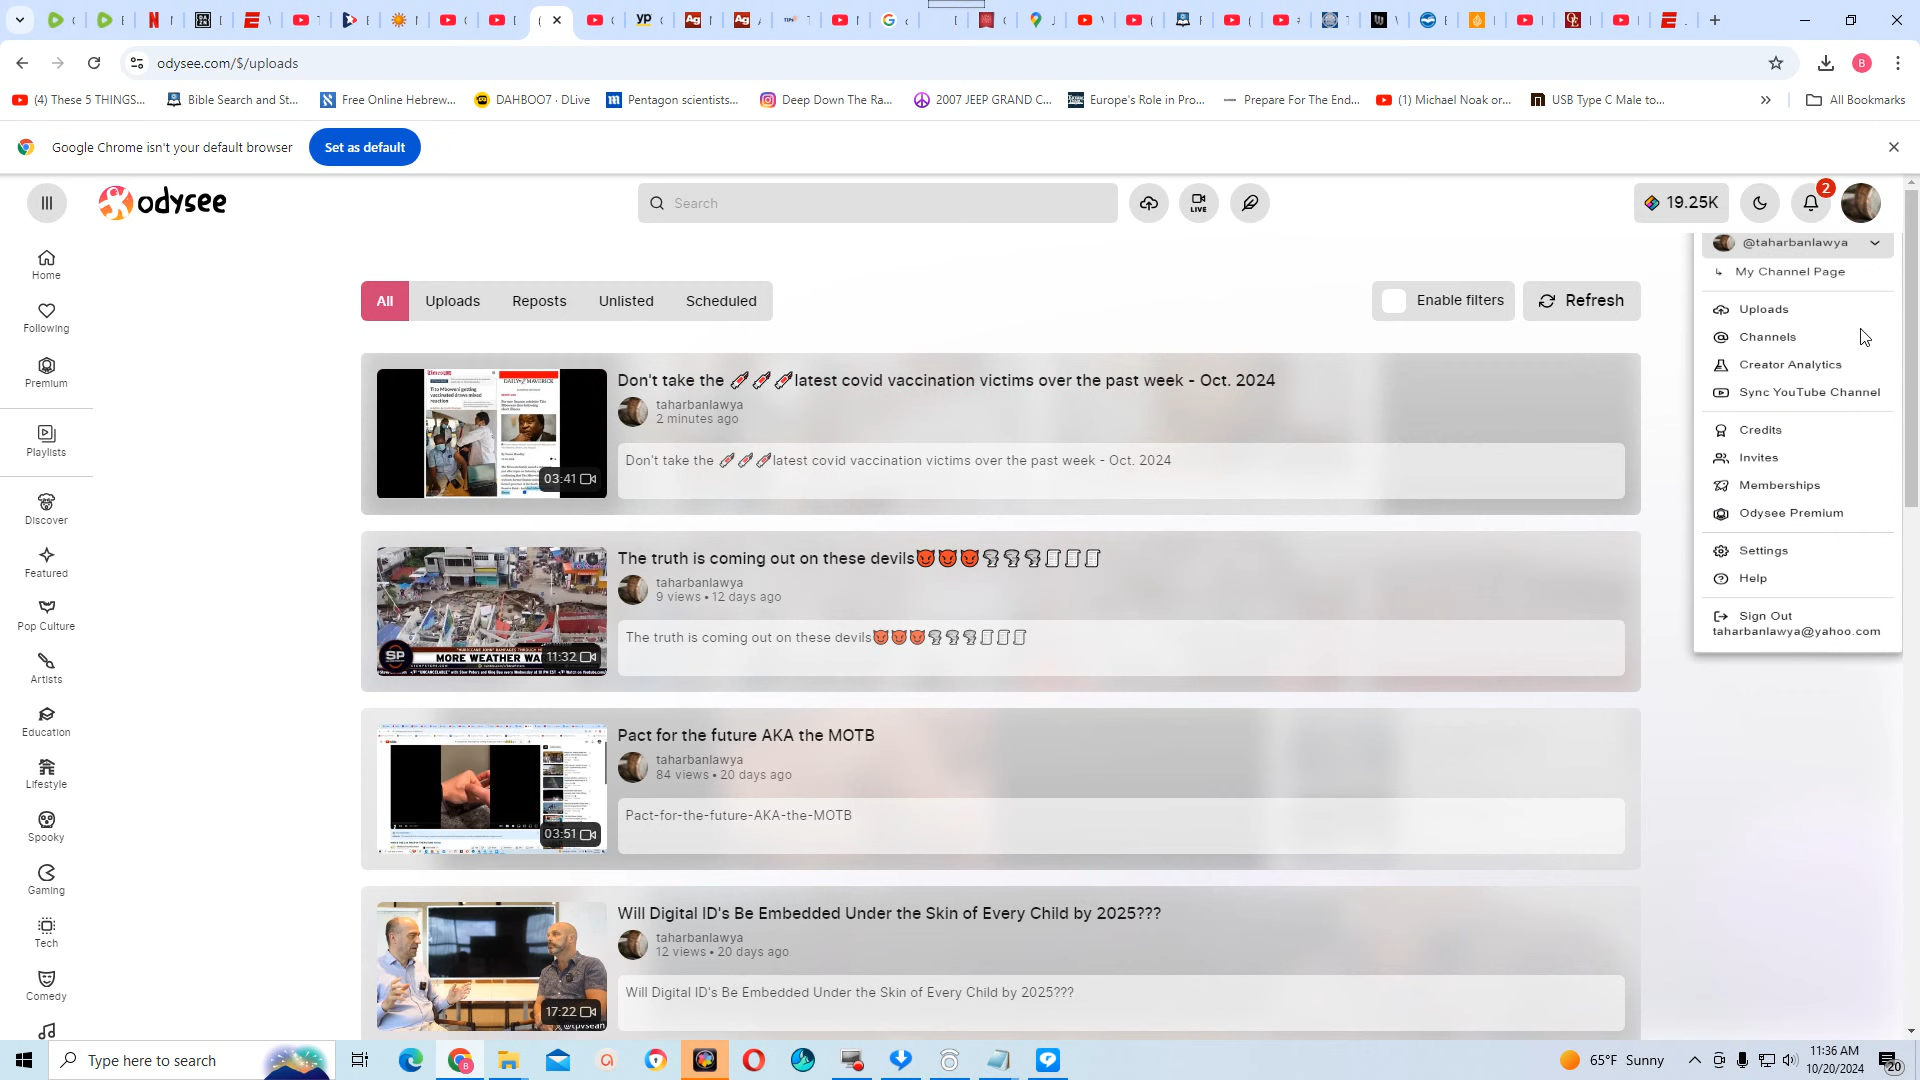 odysee.com/$/uploads
(4) These 5 THINGS...
Bible Search and St...
Free Online Hebrew...
DAHBOO7 · DLive
Pentagon scientists...
Deep Down The Ra...
2007 JEEP GRAND C...
Europe's Role in Pro...
Prepare For The End...
(1) Michael Noak or...
USB Type C Male to...
All Bookmarks
Google Chrome isn't your default browser
Set as default
odysee
Search
LIVE
19.25K
2
Home
Following
Premium
Playlists
Discover
Featured
Pop Culture
Artists
Education
Lifestyle
Spooky
Gaming
Tech
Comedy
All
Uploads
Reposts
Unlisted
Scheduled
Enable filters
Refresh
Don't take the 💉💉💉latest covid vaccination victims over the past week - Oct. 2024
taharbanlawya
2 minutes ago
Don't take the 💉💉💉latest covid vaccination victims over the past week - Oct. 2024
03:41
The truth is coming out on these devils😈😈😈🌪🌪🌪📜📜📜
taharbanlawya
9 views • 12 days ago
The truth is coming out on these devils😈😈😈🌪🌪🌪📜📜📜
SP
MORE WEATHER WA
11:32
Pact for the future AKA the MOTB
taharbanlawya
84 views • 20 days ago
Pact-for-the-future-AKA-the-MOTB
03:51
Will Digital ID's Be Embedded Under the Skin of Every Child by 2025???
taharbanlawya
12 views • 20 days ago
Will Digital ID's Be Embedded Under the Skin of Every Child by 2025???
17:22
@taharbanlawya
My Channel Page
Uploads
Channels
Creator Analytics
Sync YouTube Channel
Credits
Invites
Memberships
Odysee Premium
Settings
Help
Sign Out
taharbanlawya@yahoo.com
Type here to search
65°F Sunny
11:36 AM
10/20/2024
20